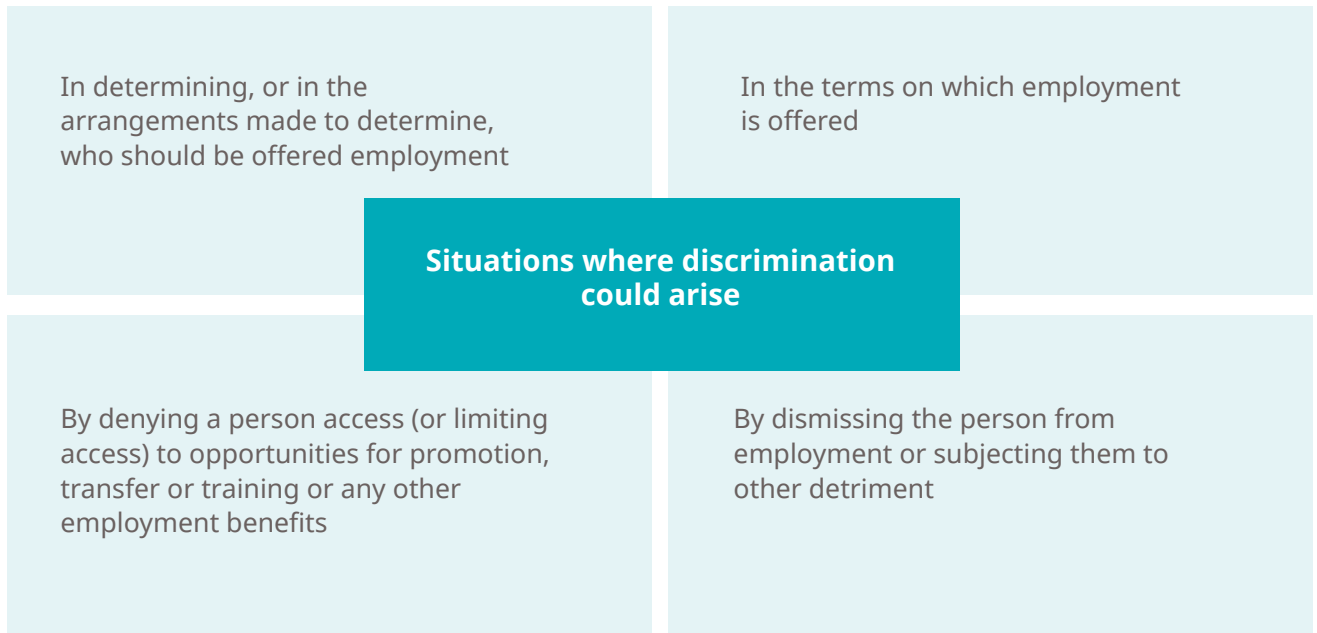 In determining, or in the
arrangements made to determine,
who should be offered employment
In the terms on which employment
is offered
Situations where discrimination
could arise
By denying a person access (or limiting
access) to opportunities for promotion,
transfer or training or any other
employment benefits
By dismissing the person from
employment or subjecting them to
other detriment